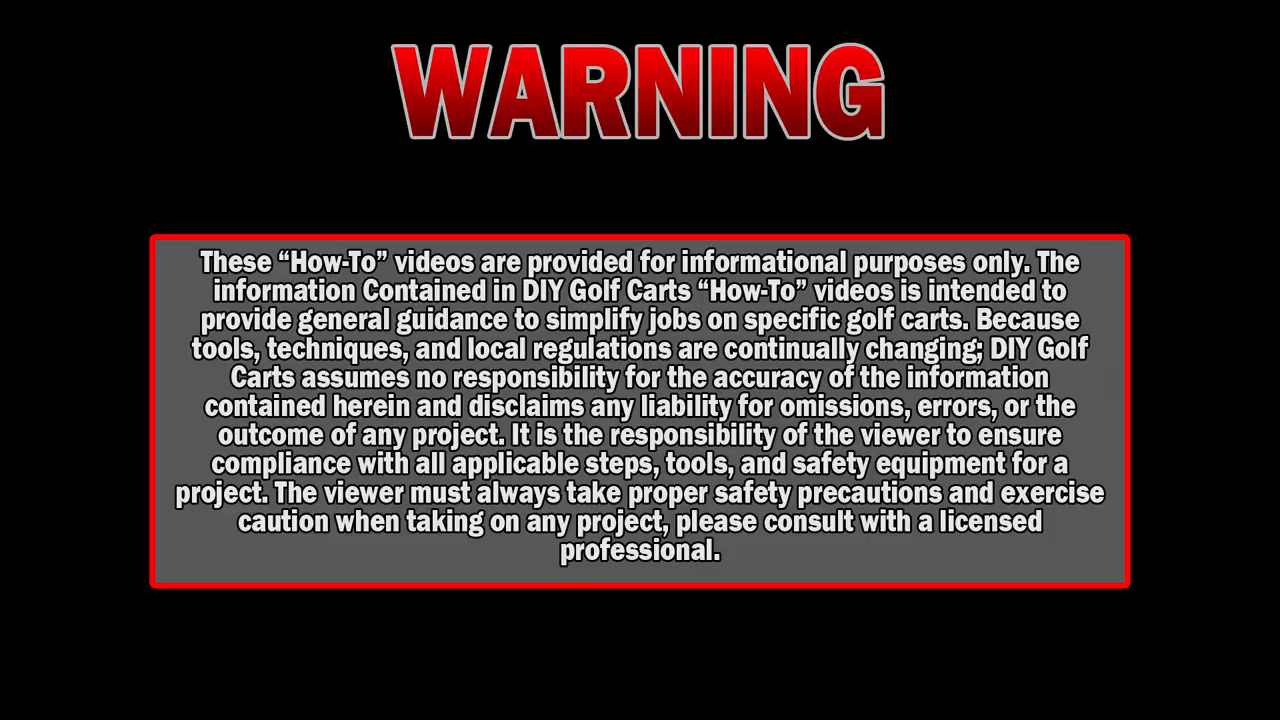 WARNING
These “How-To” videos are provided for informational purposes only. The
information Contained in DIY Golf Carts “How-To” videos is intended to
provide general guidance to simplify jobs on specific golf carts. Because
tools, techniques, and local regulations are continually changing; DIY Golf
Carts assumes no responsibility for the accuracy of the information
contained herein and disclaims any liability for omissions, errors, or the
outcome of any project. It is the responsibility of the viewer to ensure
compliance with all applicable steps, tools, and safety equipment for a
project. The viewer must always take proper safety precautions and exercise
caution when taking on any project, please consult with a licensed
professional.